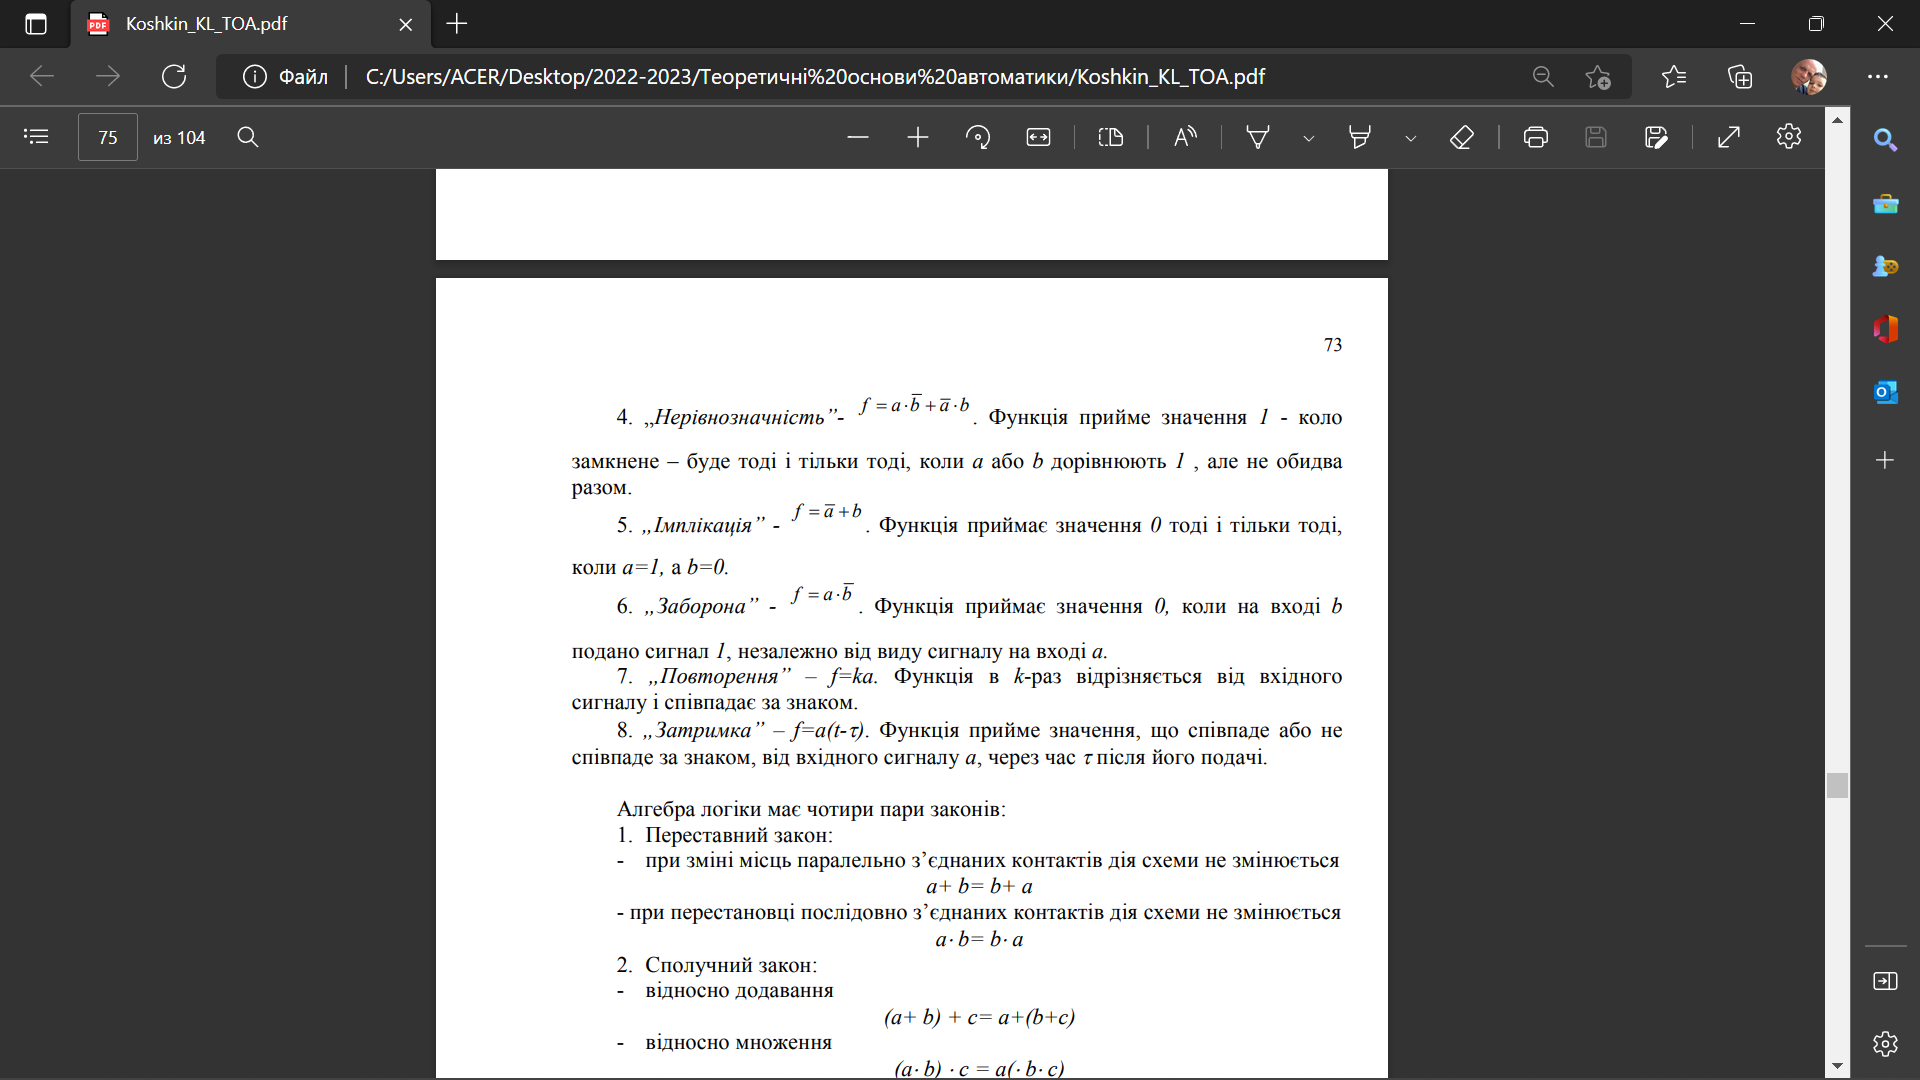 Koshkin_KL_TOA.pdf
Файл
C:/Users/ACER/Desktop/2022-2023/Теоретичні%20основи%20автоматики/Koshkin_KL_TOA.pdf
75 из 104
73
4. „Нерівнозначність”- f = a·b̅ + a̅·b . Функція прийме значення 1 - коло
замкнене – буде тоді і тільки тоді, коли a або b дорівнюють 1 , але не обидва
разом.
5. „Імплікація” - f = a̅ + b . Функція приймає значення 0 тоді і тільки тоді,
коли a=1, а b=0.
6. „Заборона” - f = a·b̅ . Функція приймає значення 0, коли на вході b
подано сигнал 1, незалежно від виду сигналу на вході a.
7. „Повторення” – f=ka. Функція в k-раз відрізняється від вхідного
сигналу і співпадає за знаком.
8. „Затримка” – f=a(t-τ). Функція прийме значення, що співпаде або не
співпаде за знаком, від вхідного сигналу a, через час τ після його подачі.
Алгебра логіки має чотири пари законів:
1. Переставний закон:
- при зміні місць паралельно з’єднаних контактів дія схеми не змінюється
a+ b= b+ a
- при перестановці послідовно з’єднаних контактів дія схеми не змінюється
a· b= b· a
2. Сполучний закон:
- відносно додавання
(a+ b) + c= a+(b+c)
- відносно множення
(a· b) · c = a(· b· c)